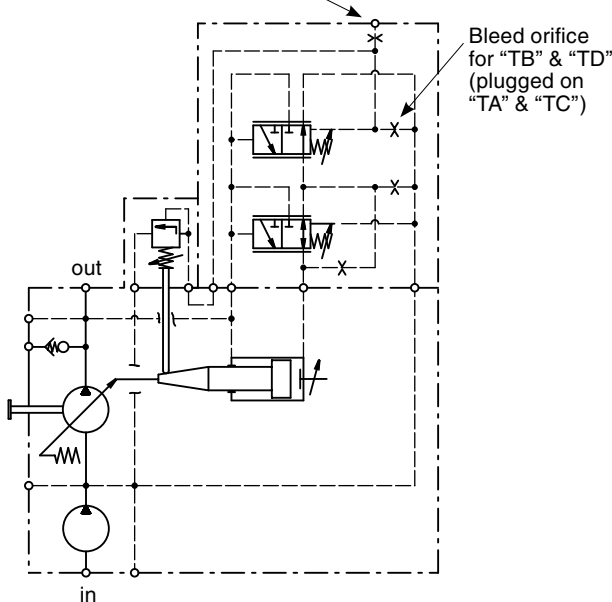 Bleed orifice
for “TB” & “TD”
(plugged on
“TA” & “TC”)
out
in